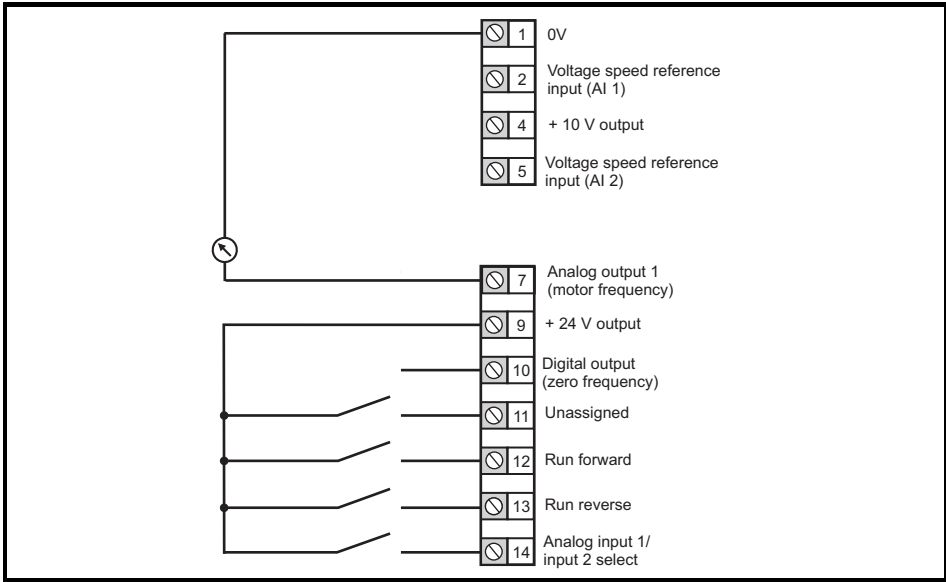 1 0V
2 Voltage speed reference
input (AI 1)
4 + 10 V output
5 Voltage speed reference
input (AI 2)
7 Analog output 1
(motor frequency)
9 + 24 V output
10 Digital output
(zero frequency)
11 Unassigned
12 Run forward
13 Run reverse
14 Analog input 1/
input 2 select